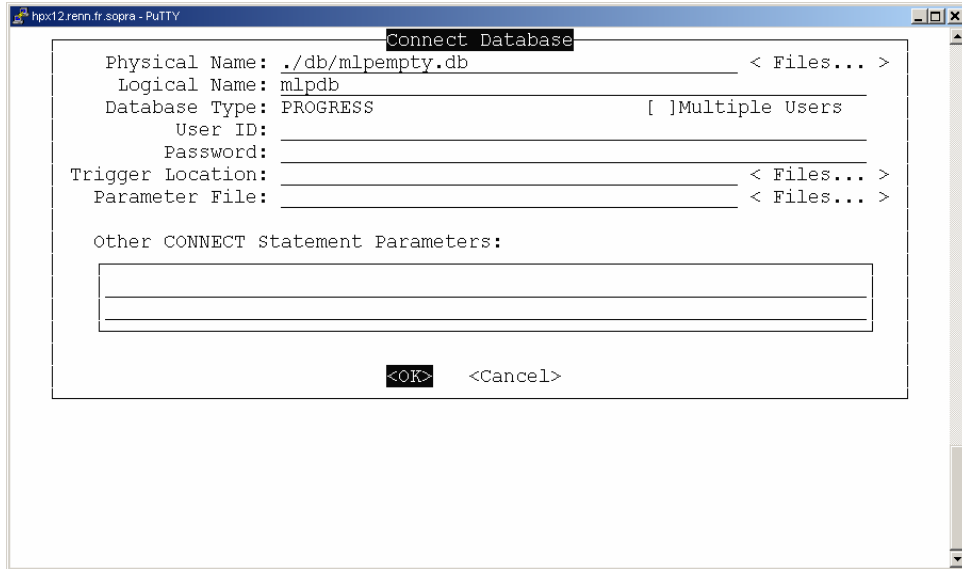 hpx12.renn.fr.sopra - PuTTY
Connect Database
Physical Name: ./db/mlpempty.db < Files... >
Logical Name: mlpdb
Database Type: PROGRESS [ ]Multiple Users
User ID:
Password:
Trigger Location: < Files... >
Parameter File: < Files... >
Other CONNECT Statement Parameters:
<OK> <Cancel>